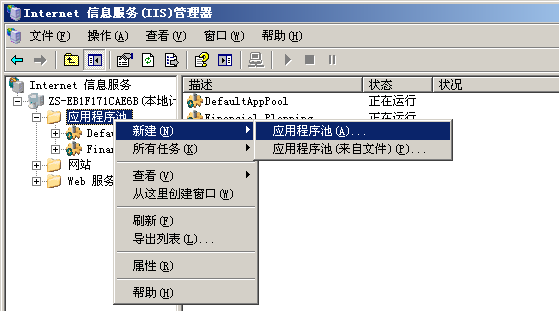 Internet 信息服务(IIS)管理器
文件(F) 操作(A) 查看(V) 窗口(W) 帮助(H)
Internet 信息服务 描述 状态 状况
ZS-EB1F171CAE6B(本地计 DefaultAppPool 正在运行
应用程序池 Financial Planning 正在运行
Defa 新建(N) 应用程序池(A)...
Finan 所有任务(K) 应用程序池(来自文件)(P)...
网站 查看(V)
Web 服务 从这里创建窗口(W)
刷新(F)
导出列表(L)...
属性(R)
帮助(H)